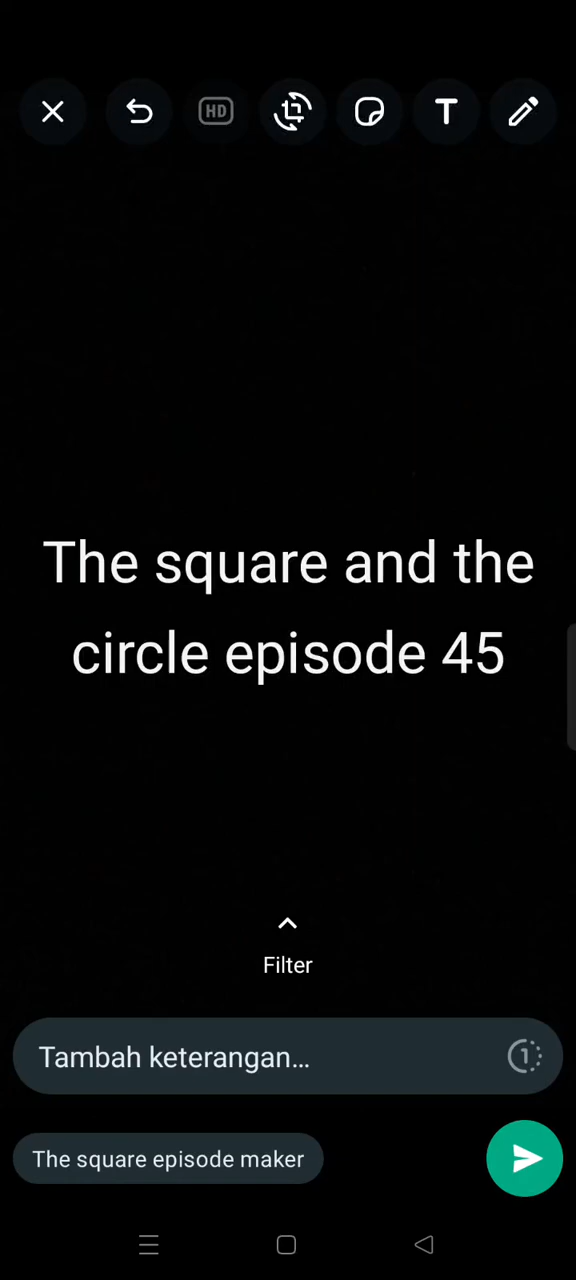 HD
T
The square and the
circle episode 45
Filter
Tambah keterangan...
1
The square episode maker